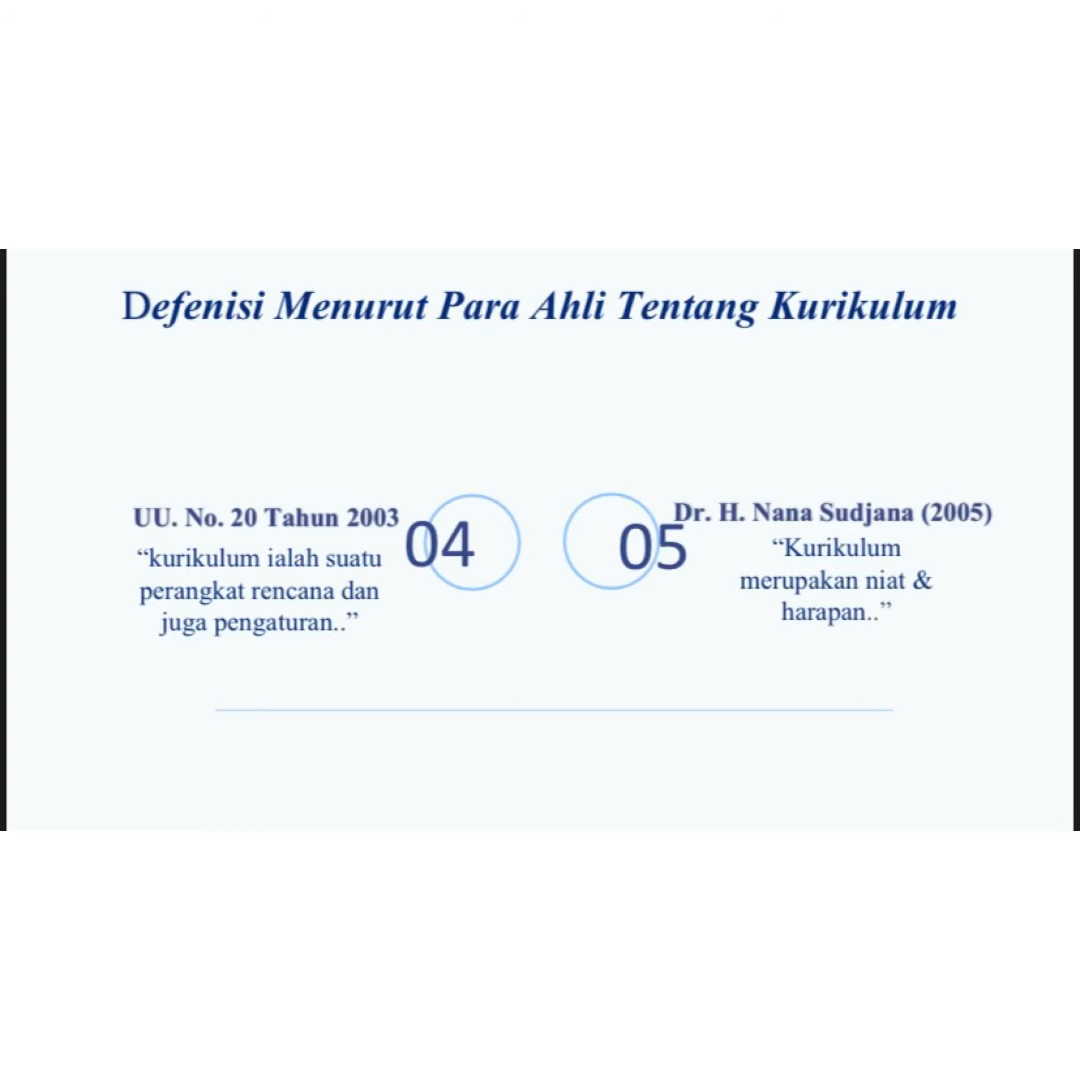 Defenisi Menurut Para Ahli Tentang Kurikulum
UU. No. 20 Tahun 2003
“kurikulum ialah suatu
perangkat rencana dan
juga pengaturan..”
04
05
Dr. H. Nana Sudjana (2005)
“Kurikulum
merupakan niat &
harapan..”